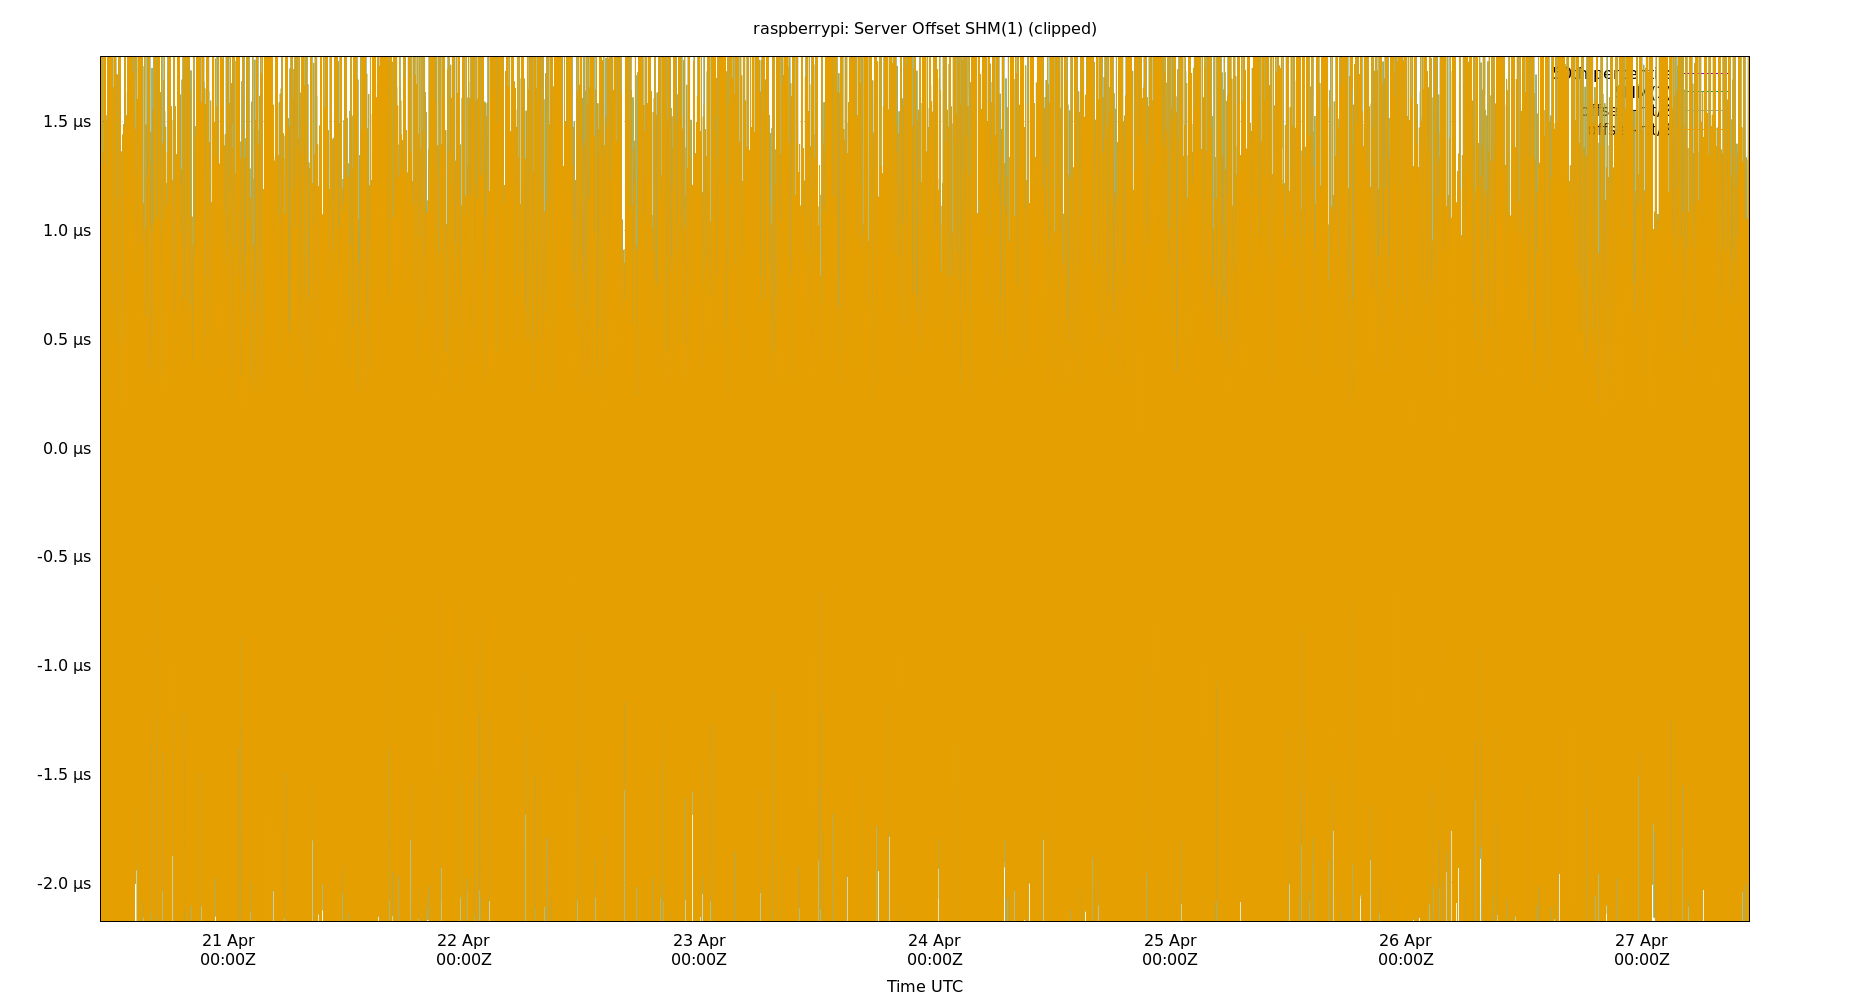 raspberrypi: Server Offset SHM(1) (clipped)
1.5 µs
1.0 µs
0.5 µs
0.0 µs
-0.5 µs
-1.0 µs
-1.5 µs
-2.0 µs
21 Apr 22 Apr 23 Apr 24 Apr 25 Apr 26 Apr 27 Apr
00:00Z 00:00Z 00:00Z 00:00Z 00:00Z 00:00Z 00:00Z
Time UTC